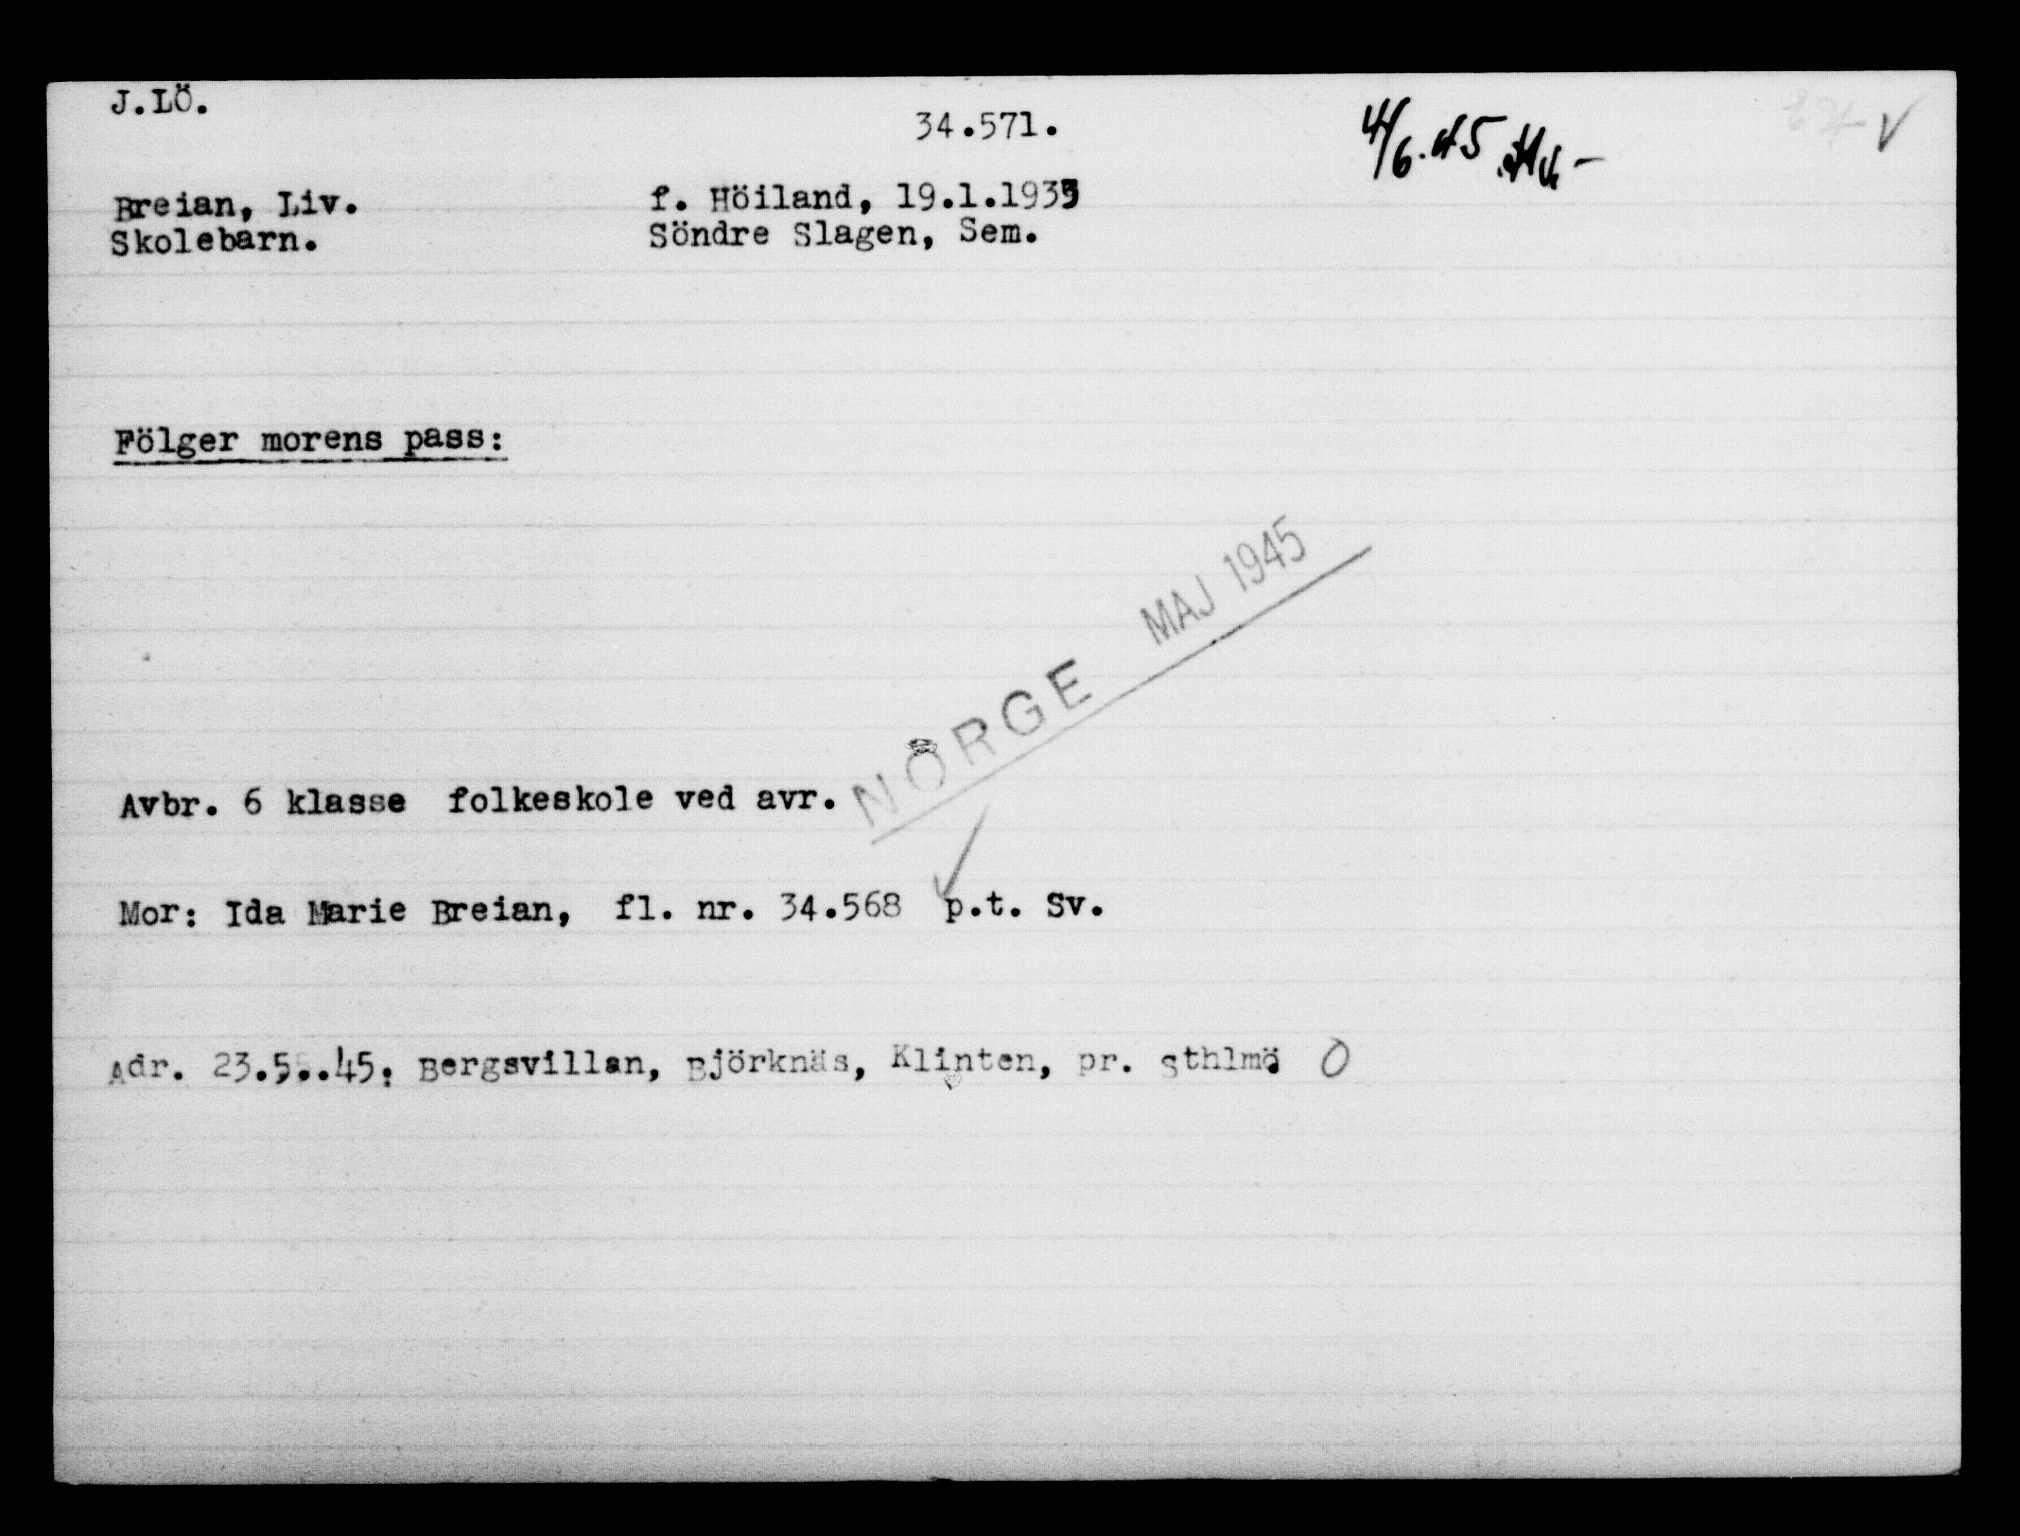 J.LÖ.
34.571.
4/6.45.
Breian, Liv.
f. Höiland, 19.1.193
Skolebarn.
Söndre Slagen, Sem.
Fölger morens pass:
NORGE MAJ 1945
Avbr. 6 klasse folkeskole ved avr.
Mor: Ida Marie Breian, fl. nr. 34.568 p.t. Sv.
Adr. 23.5.45: Bergsvillan, Björknäs, Klinten, pr. Sthlm. O